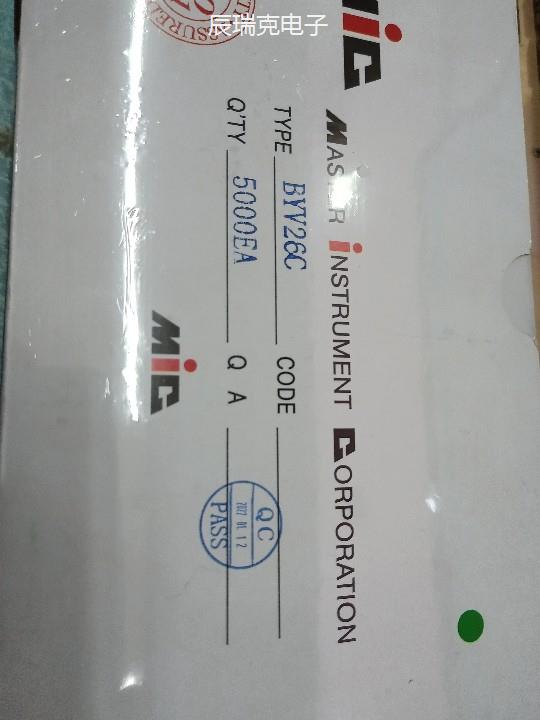 辰瑞克电子
MiC
MASTER INSTRUMENT CORPORATION
TYPE BYV26C CODE
Q'TY 5000EA Q A
QC
PASS
MiC